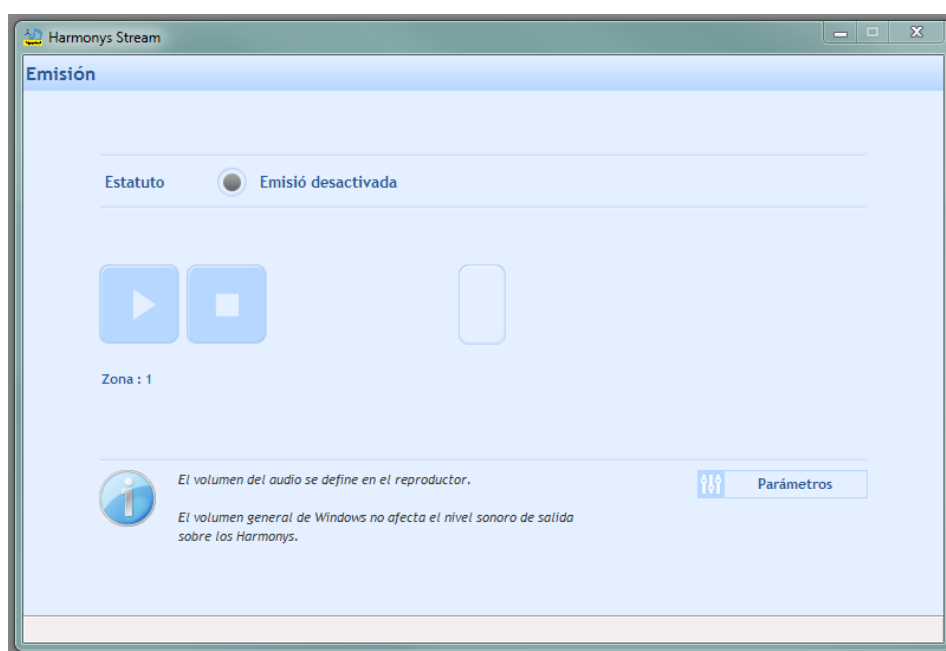 Harmonys Stream
Emisión
Estatuto Emisió desactivada
Zona : 1
El volumen del audio se define en el reproductor.
Parámetros
El volumen general de Windows no afecta el nivel sonoro de salida
sobre los Harmonys.